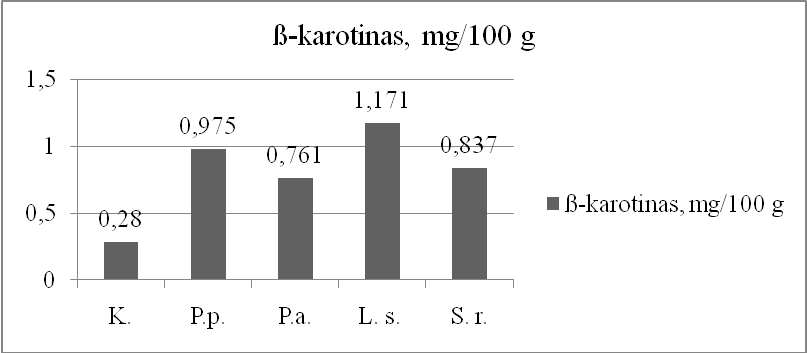 ß-karotinas, mg/100 g
1,5
1
0,5
0
0,28
0,975
0,761
1,171
0,837
K.
P.p.
P.a.
L. s.
S. r.
ß-karotinas, mg/100 g